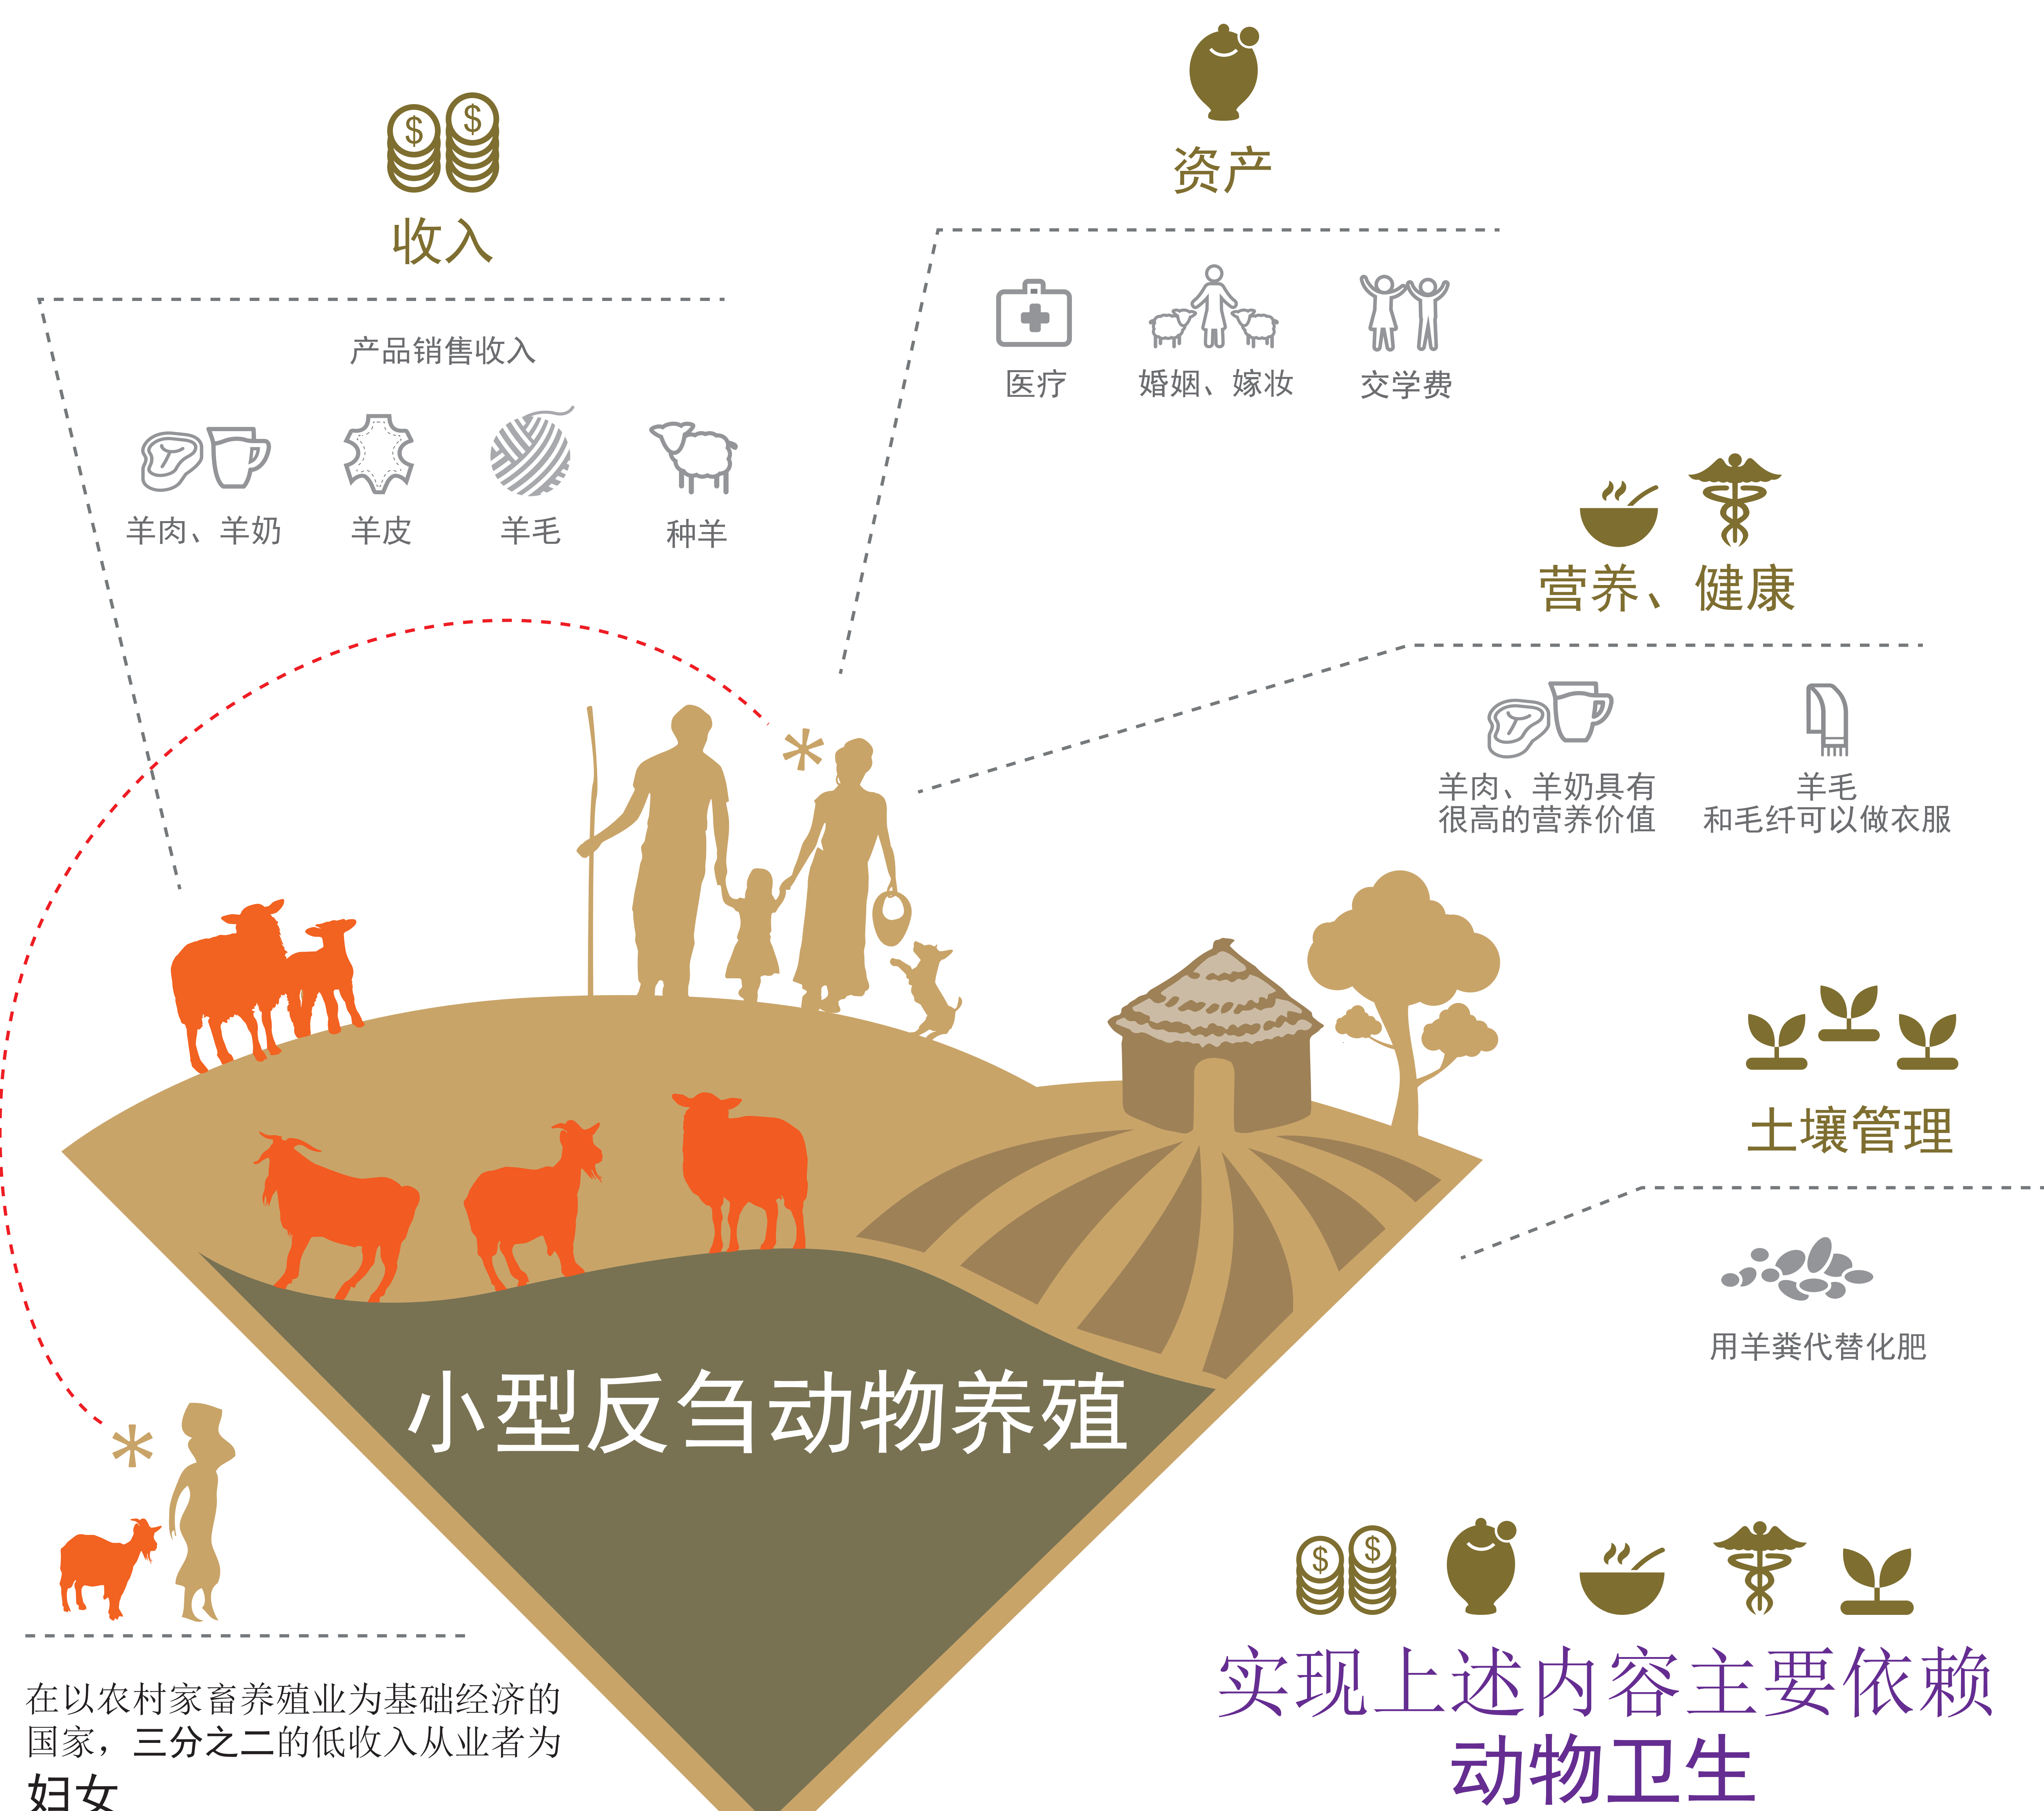 资产
收入
产品销售收入
医疗
婚姻、嫁妆
交学费
羊肉、羊奶
羊皮
羊毛
种羊
营养、健康
羊肉、羊奶具有
很高的营养价值
羊毛
和毛纤可以做衣服
土壤管理
用羊粪代替化肥
小型反刍动物养殖
在以农村家畜养殖业为基础经济的
国家，三分之二的低收入从业者为
妇女
实现上述内容主要依赖
动物卫生